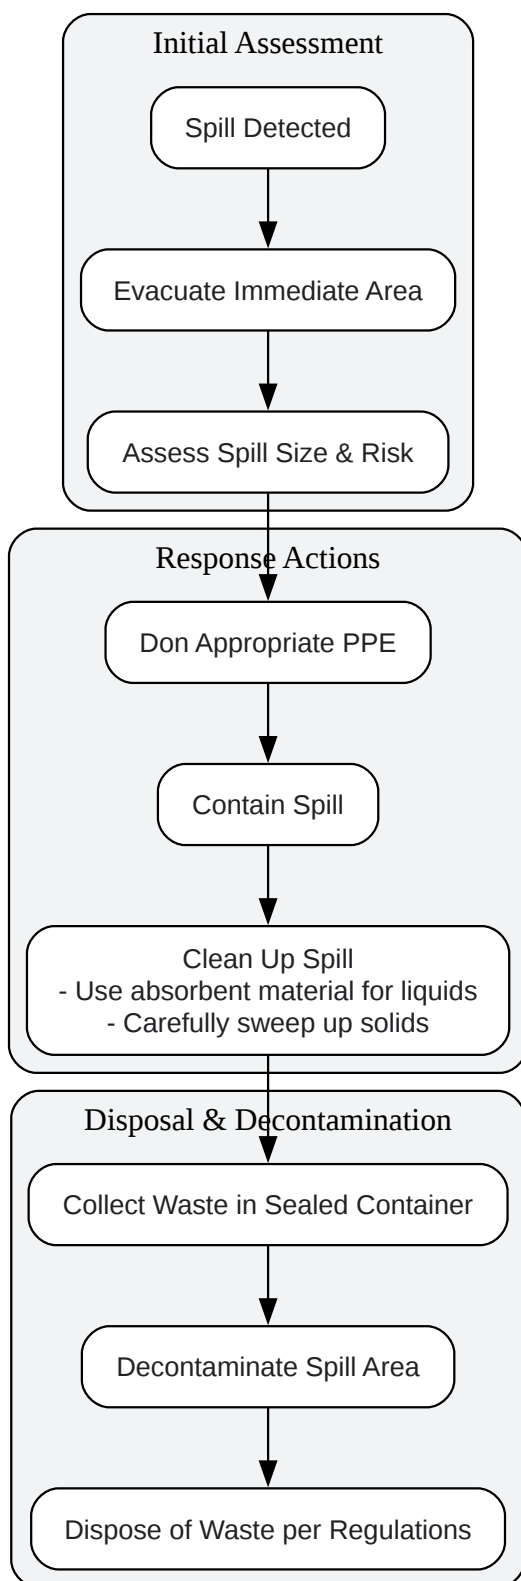 Initial Assessment
Spill Detected
Evacuate Immediate Area
Assess Spill Size & Risk
Response Actions
Don Appropriate PPE
Contain Spill
Clean Up Spill
- Use absorbent material for liquids
- Carefully sweep up solids
Disposal & Decontamination
Collect Waste in Sealed Container
Decontaminate Spill Area
Dispose of Waste per Regulations